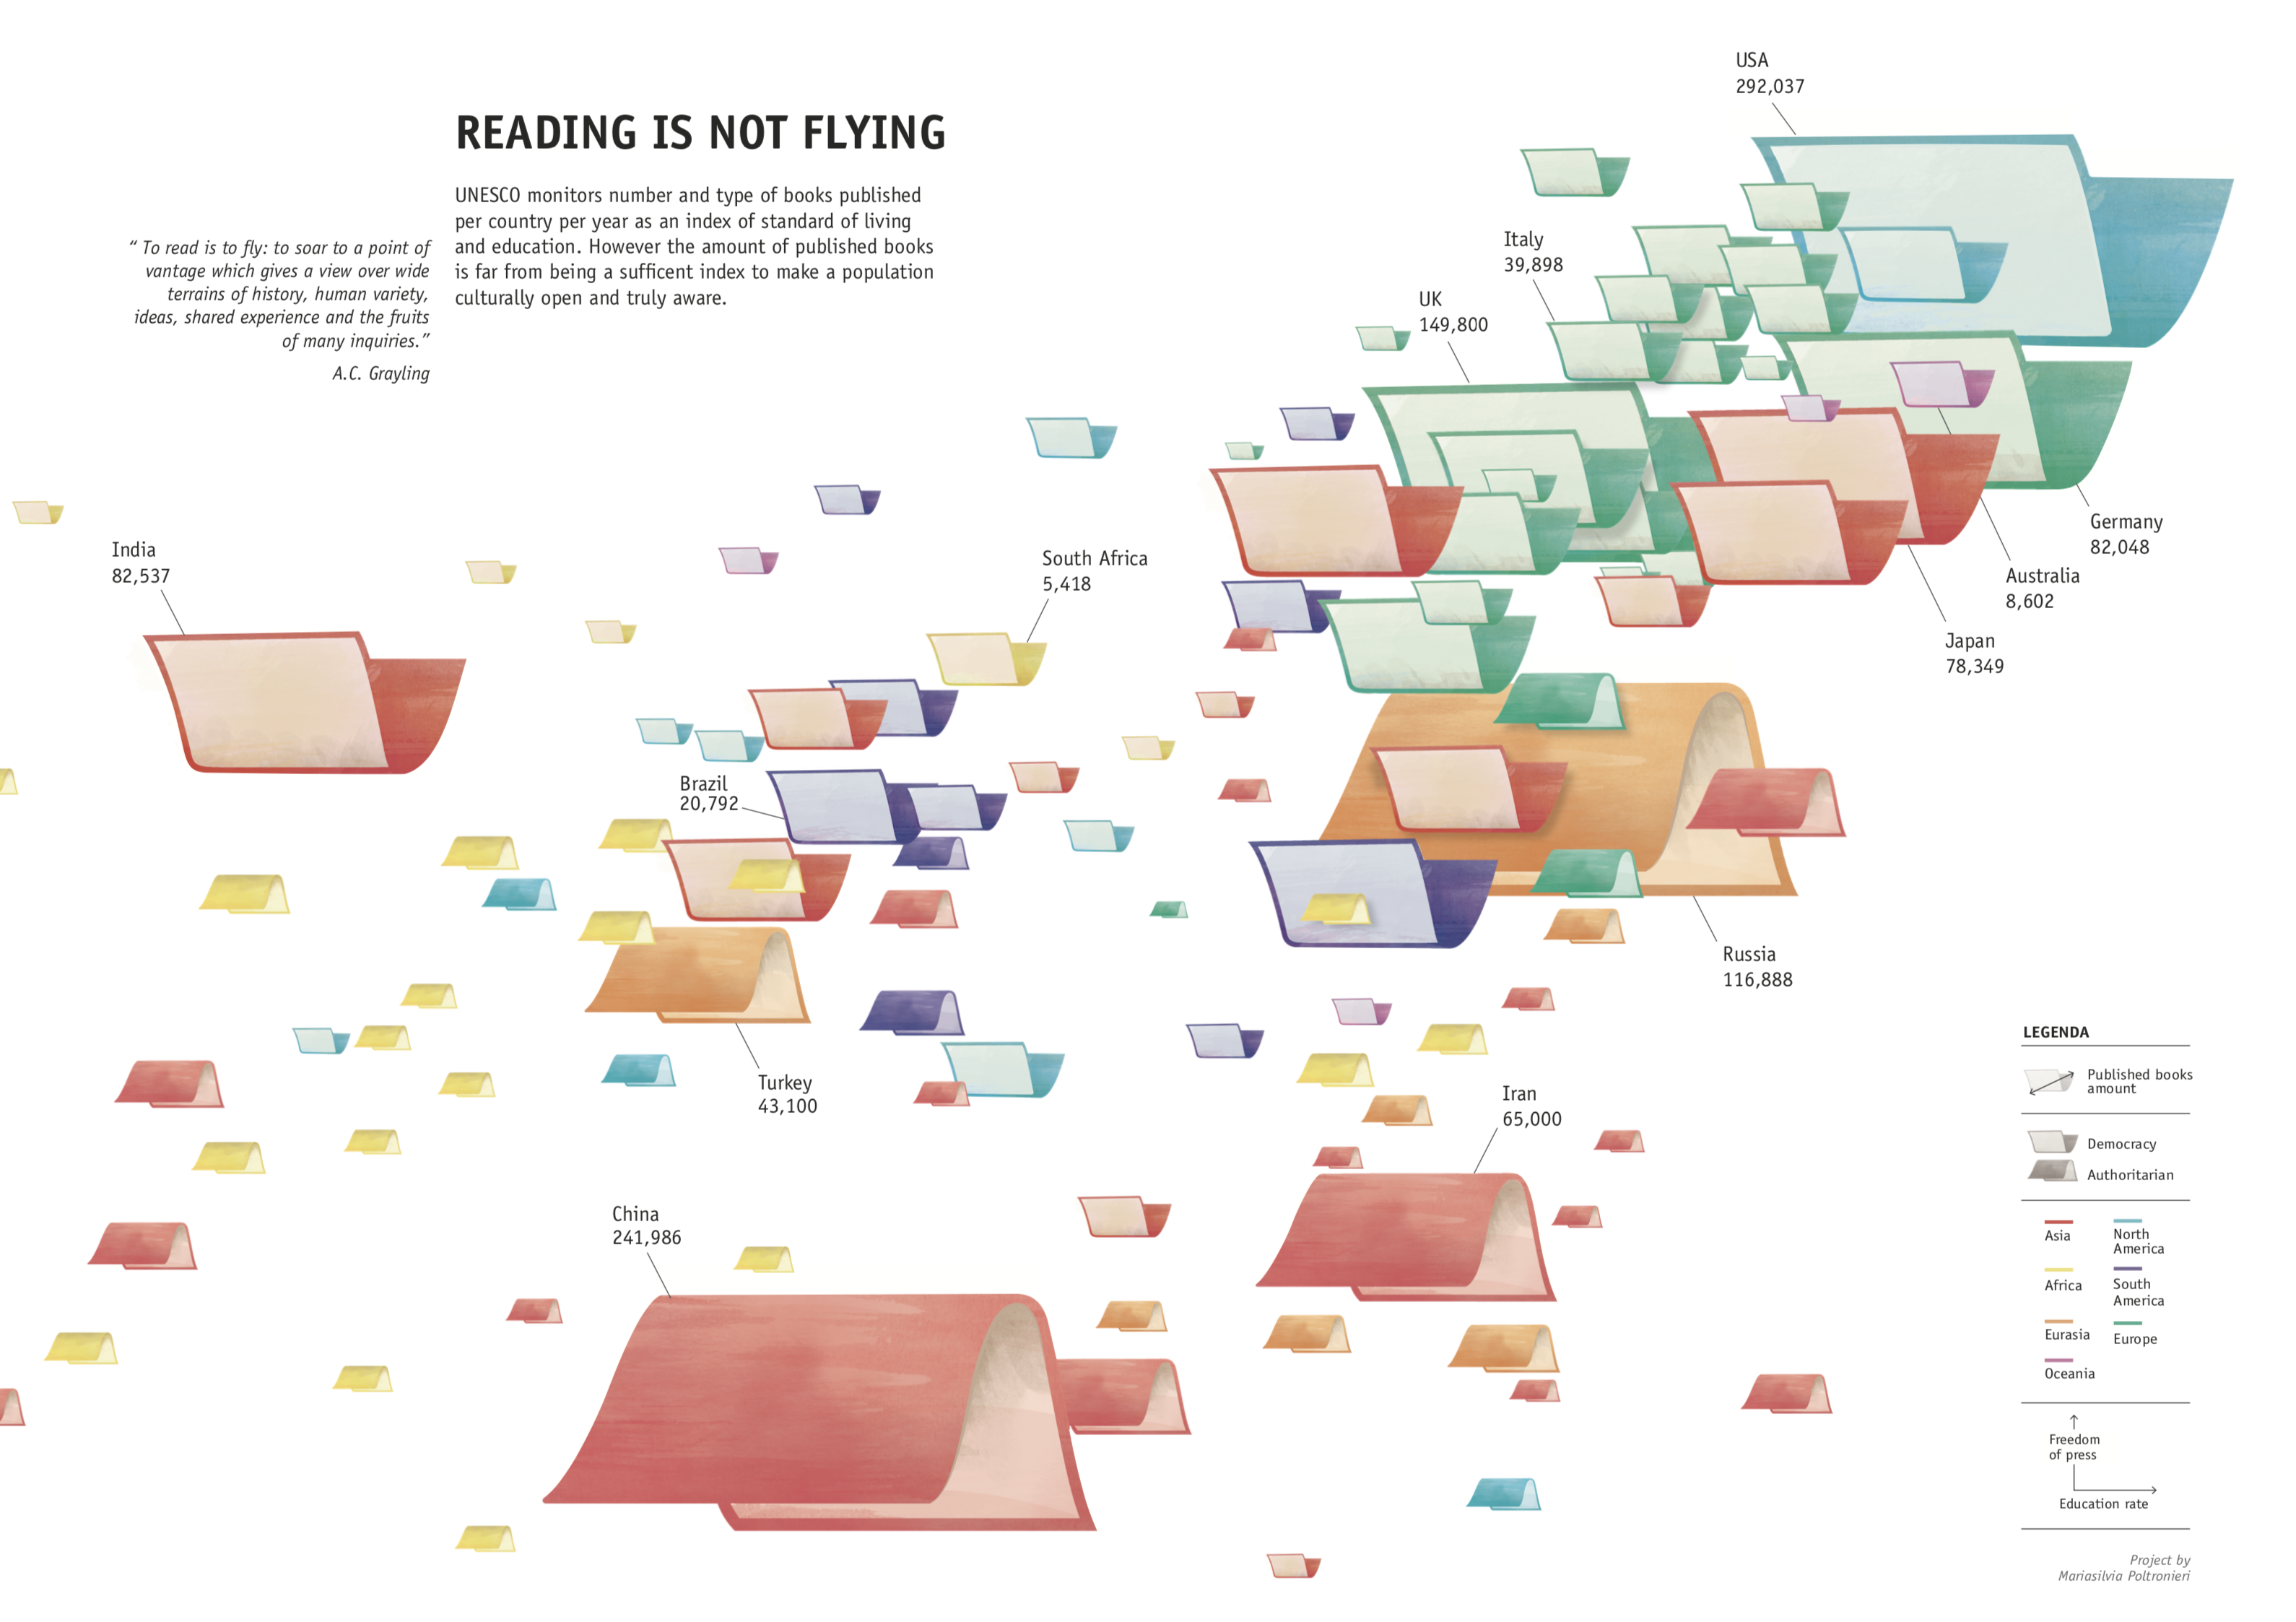 READING IS NOT FLYING
UNESCO monitors number and type of books published
per country per year as an index of standard of living
and education. However the amount of published books
is far from being a sufficent index to make a population
culturally open and truly aware.
“ To read is to fly: to soar to a point of
vantage which gives a view over wide
terrains of history, human variety,
ideas, shared experience and the fruits
of many inquiries.”
A.C. Grayling
USA
292,037
Italy
39,898
UK
149,800
Germany
82,048
Australia
8,602
Japan
78,349
India
82,537
South Africa
5,418
Brazil
20,792
Russia
116,888
Turkey
43,100
Iran
65,000
China
241,986
LEGENDA
Published books
amount
Democracy
Authoritarian
Asia
North
America
Africa
South
America
Eurasia
Europe
Oceania
Freedom
of press
Education rate
Project by
Mariasilvia Poltronieri